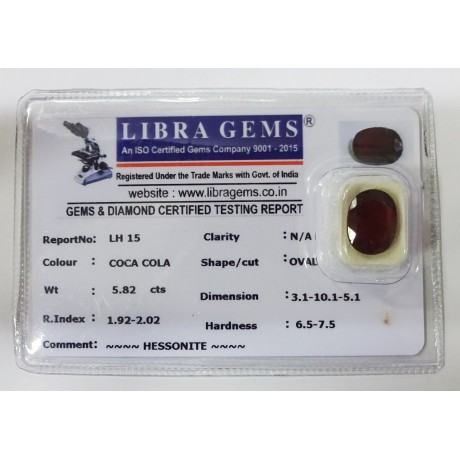 LIBRA GEMS®
An ISO Certified Gems Company 9001 - 2015
Registered Under the Trade Marks with Govt. of India
website : www.libragems.co.in
GEMS & DIAMOND CERTIFIED TESTING REPORT
ReportNo: LH 15 Clarity : N/A
Colour : COCA COLA Shape/cut : OVAL
Wt : 5.82 cts Dimension : 3.1-10.1-5.1
R.Index : 1.92-2.02 Hardness : 6.5-7.5
Comment: ~~~~ HESSONITE ~~~~